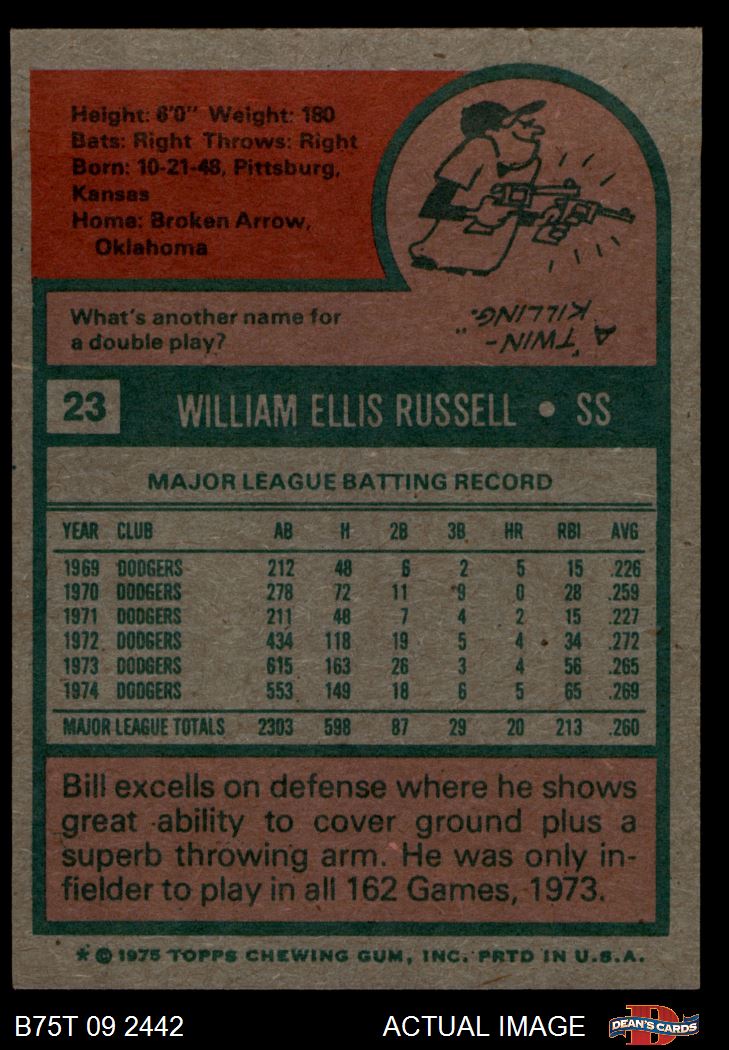 Height: 6'0" Weight: 180
Bats: Right Throws: Right
Born: 10-21-48, Pittsburg,
Kansas
Home: Broken Arrow,
Oklahoma
What's another name for
a double play?
A "TWIN-
KILLING."
23 WILLIAM ELLIS RUSSELL • SS
MAJOR LEAGUE BATTING RECORD
YEAR CLUB AB H 2B 3B HR RBI AVG
1969 DODGERS 212 48 6 2 5 15 .226
1970 DODGERS 278 72 11 9 0 28 .259
1971 DODGERS 211 48 7 4 2 15 .227
1972 DODGERS 434 118 19 5 4 34 .272
1973 DODGERS 615 163 26 3 4 56 .265
1974 DODGERS 553 149 18 6 5 65 .269
MAJOR LEAGUE TOTALS 2303 598 87 29 20 213 .260
Bill excells on defense where he shows
great ability to cover ground plus a
superb throwing arm. He was only in-
fielder to play in all 162 Games, 1973.
* © 1975 TOPPS CHEWING GUM, INC. PRTD IN U.S.A.
B75T 09 2442 ACTUAL IMAGE DEAN'S CARDS